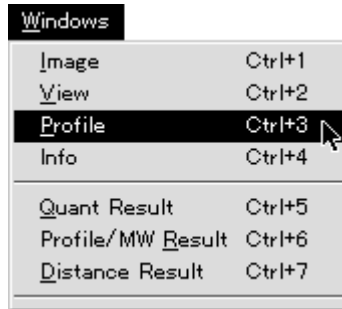 Windows
Image Ctrl+1
View Ctrl+2
Profile Ctrl+3
Info Ctrl+4
Quant Result Ctrl+5
Profile/MW Result Ctrl+6
Distance Result Ctrl+7